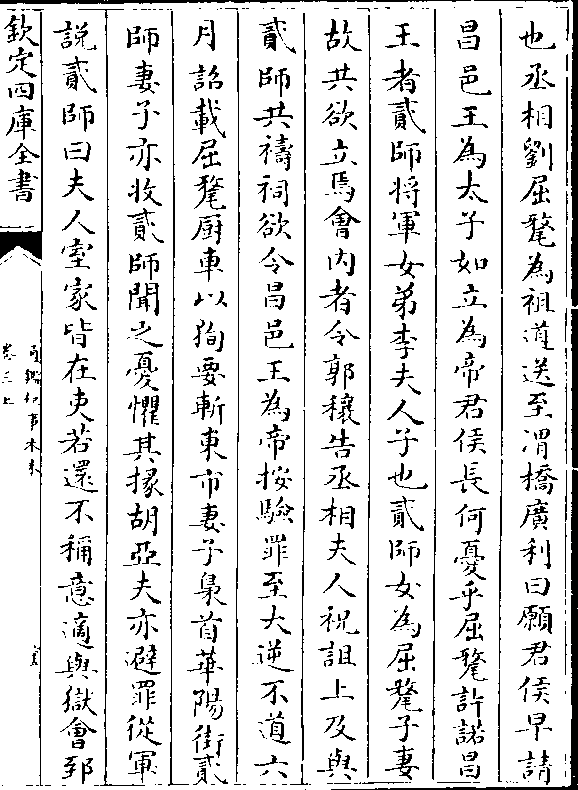 也丞相劉屈氂為祖道送至渭橋廣利曰願君侯早請
昌邑王為太子如立為帝君侯長何憂乎屈氂許諾昌
王者貳師将軍女弟李夫人子也貳師女為屈氂子妻
故共欲立焉㑹内者令郭穰告丞相夫人祝詛上及與
貳師共禱祠欲令昌邑王為帝按驗罪至大逆不道六
月詔載屈氂厨車以狥要斬東市妻子梟首華陽街貳
師妻子亦收貳師聞之憂懼其掾胡亞夫亦避罪從軍
說貳師曰夫人室家皆在吏若還不稱意適與獄㑹郅
欽定四庫全書
通鑑紀事本末
卷三上